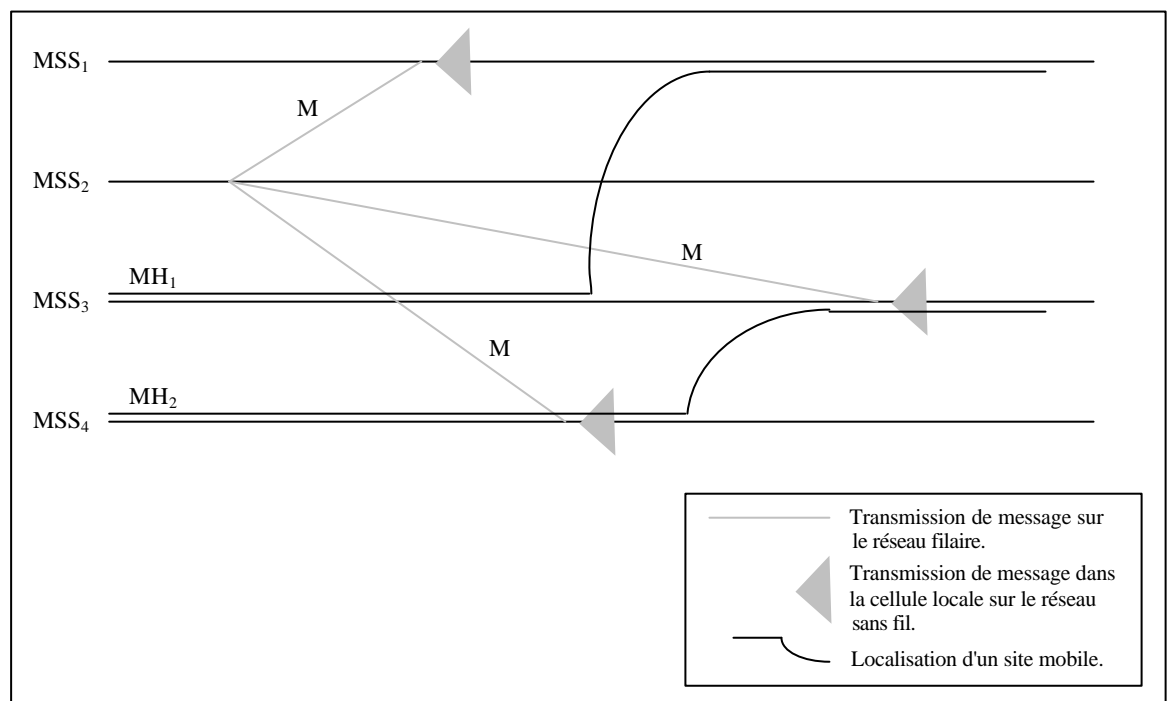 MSS1
M
MSS2
M
MH1
MSS3
M
MH2
MSS4
Transmission de message sur
le réseau filaire.
Transmission de message dans
la cellule locale sur le réseau
sans fil.
Localisation d'un site mobile.